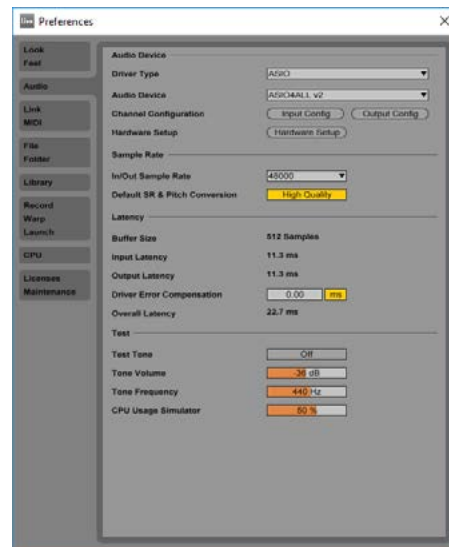 Live Preferences
Look
Feel
Audio
Link
MIDI
File
Folder
Library
Record
Warp
Launch
CPU
Licenses
Maintenance
Audio Device
Driver Type ASIO
Audio Device ASIO4ALL v2
Channel Configuration Input Config Output Config
Hardware Setup Hardware Setup
Sample Rate
In/Out Sample Rate 48000
Default SR & Pitch Conversion High Quality
Latency
Buffer Size 512 Samples
Input Latency 11.3 ms
Output Latency 11.3 ms
Driver Error Compensation 0.00 ms
Overall Latency 22.7 ms
Test
Test Tone Off
Tone Volume -36 dB
Tone Frequency 440 Hz
CPU Usage Simulator 50 %